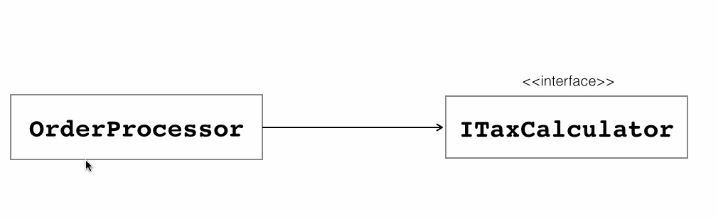 <<interface>>
OrderProcessor
ITaxCalculator